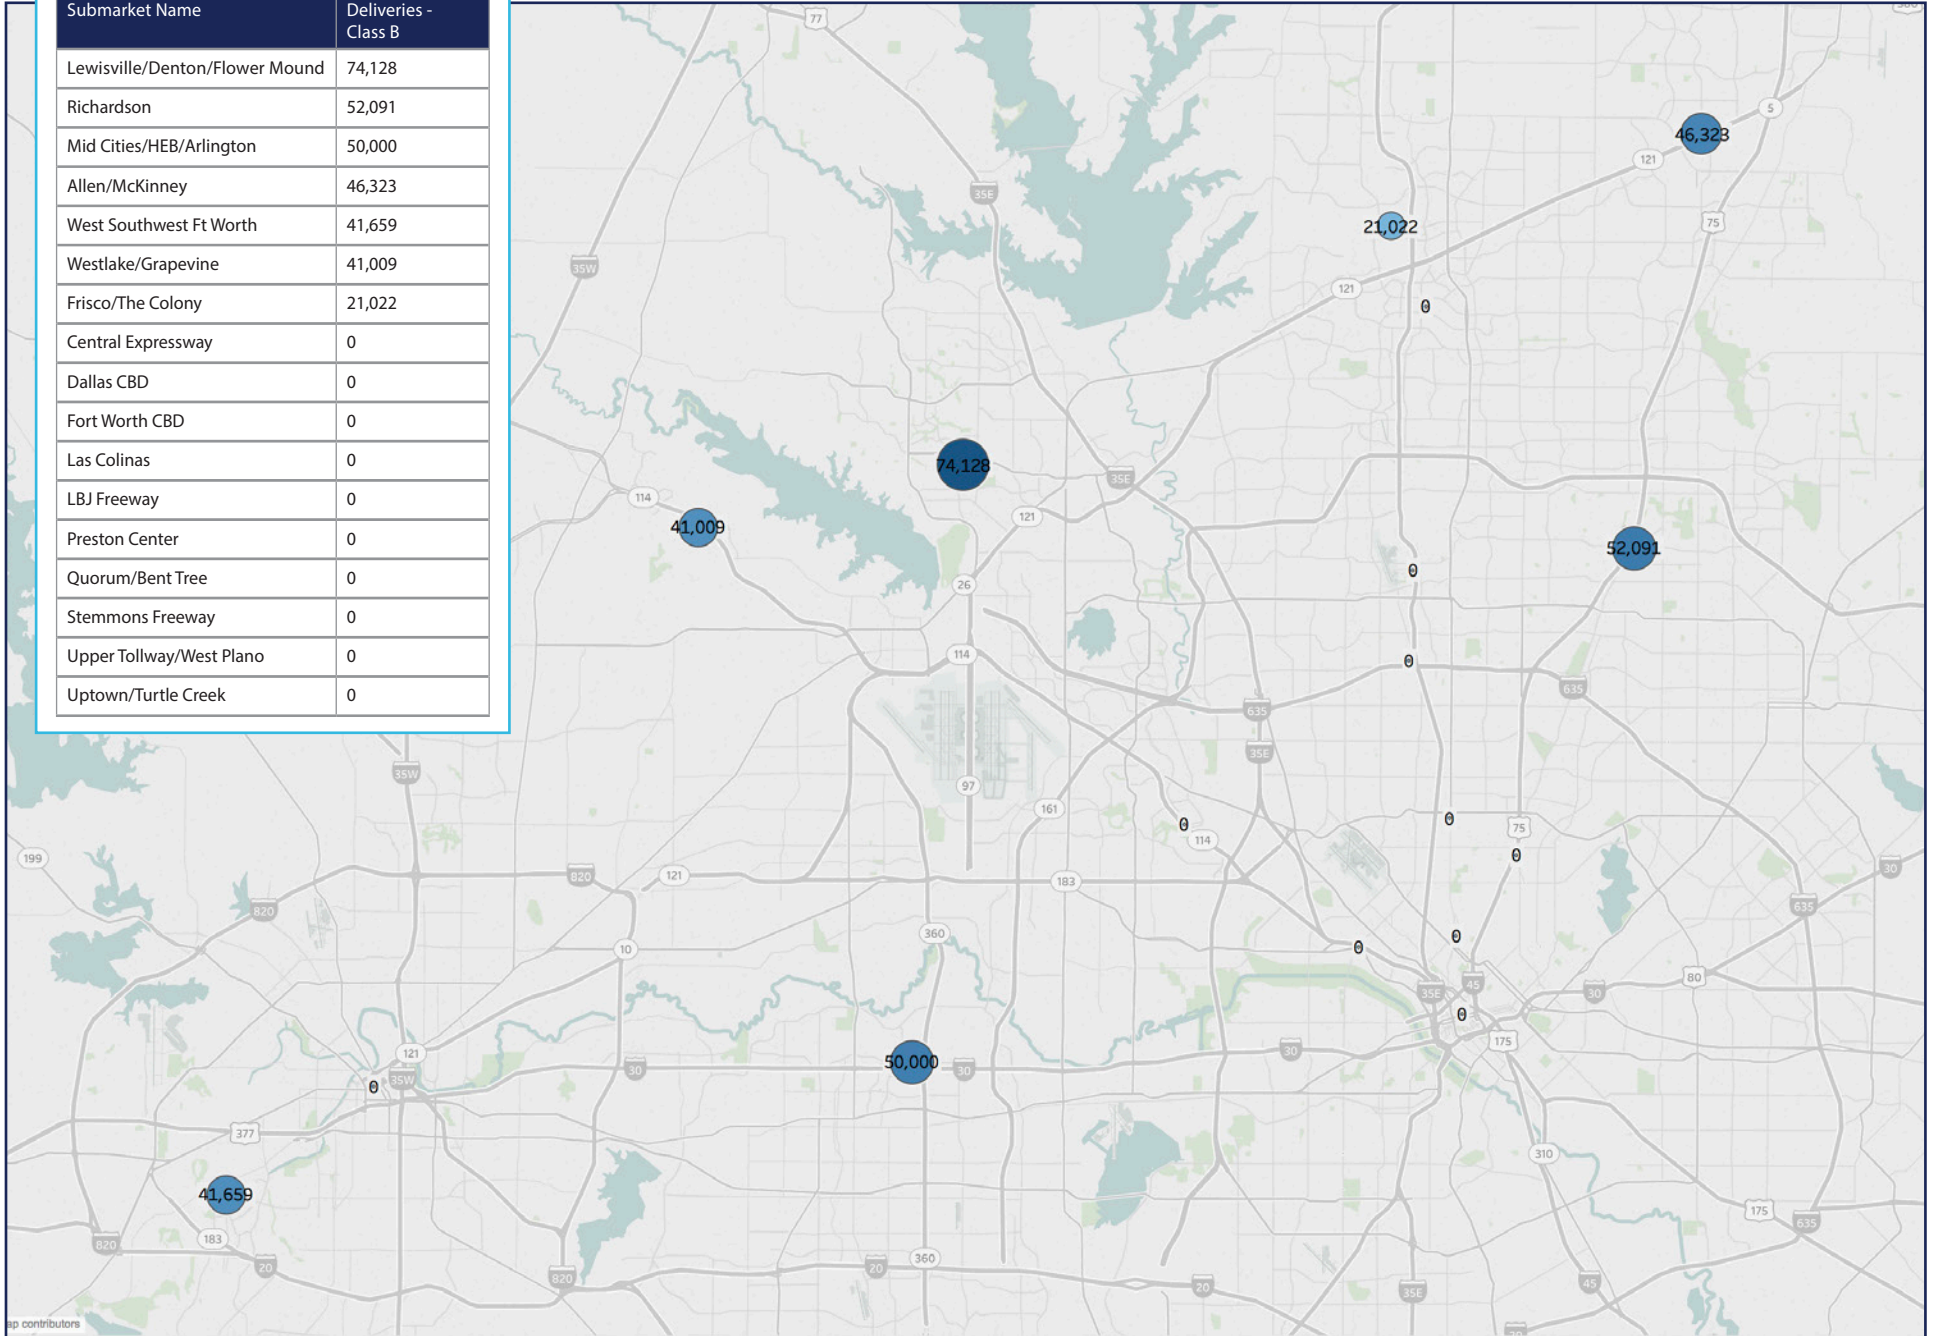 Submarket Name
Deliveries -
Class B
Lewisville/Denton/Flower Mound 74,128
Richardson 52,091
Mid Cities/HEB/Arlington 50,000
Allen/McKinney 46,323
West Southwest Ft Worth 41,659
Westlake/Grapevine 41,009
Frisco/The Colony 21,022
Central Expressway 0
Dallas CBD 0
Fort Worth CBD 0
Las Colinas 0
LBJ Freeway 0
Preston Center 0
Quorum/Bent Tree 0
Stemmons Freeway 0
Upper Tollway/West Plano 0
Uptown/Turtle Creek 0
77
5
46,323
121
35E
75
21,022
35W
121
0
74,128
35E
114
121
41,009
52,091
0
26
114
0
635
635
35E
35W
97
161
0
0
75
114
0
199
820
121
183
30
820
635
360
0
10
0
80
35E
45
30
0
175
121
30
50,000
30
30
35W
0
377
310
41,659
175
635
183
820
20
360
20
820
20
45
35E
20
ap contributors